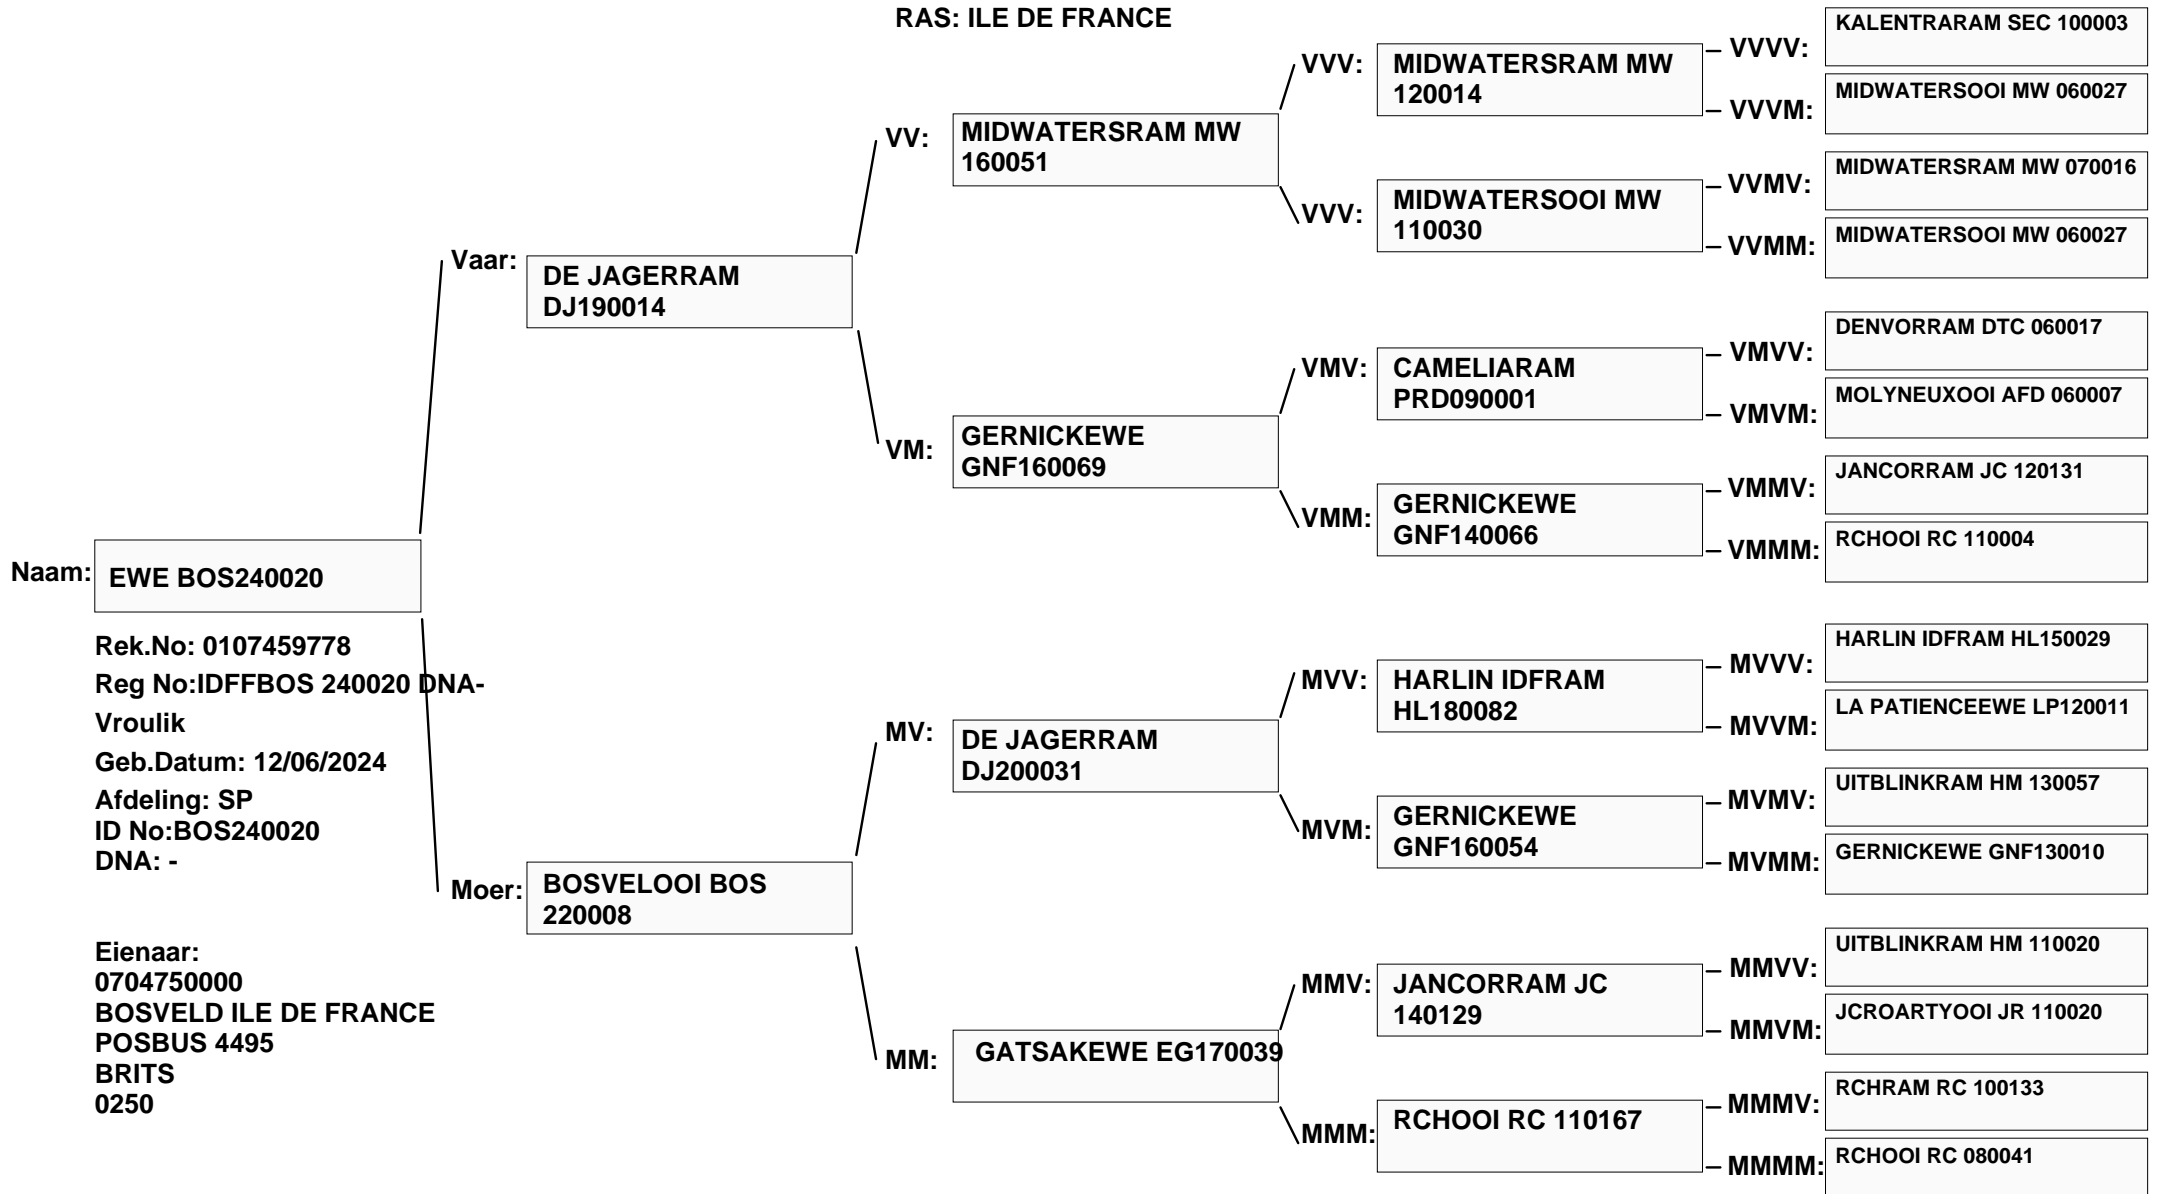 RAS: ILE DE FRANCE
Naam:
EWE BOS240020
Rek.No: 0107459778
Reg No:IDFFBOS 240020 DNA-
Vroulik
Geb.Datum: 12/06/2024
Afdeling: SP
ID No:BOS240020
DNA: -
Eienaar:
0704750000
BOSVELD ILE DE FRANCE
POSBUS 4495
BRITS
0250
Vaar:
DE JAGERRAM
DJ190014
Moer:
BOSVELOOI BOS
220008
VV:
MIDWATERSRAM MW
160051
VM:
GERNICKEWE
GNF160069
MV:
DE JAGERRAM
DJ200031
MM:
GATSAKEWE EG170039
VVV:
MIDWATERSRAM MW
120014
VVV:
MIDWATERSOOI MW
110030
VMV:
CAMELIARAM
PRD090001
VMM:
GERNICKEWE
GNF140066
MVV:
HARLIN IDFRAM
HL180082
MVM:
GERNICKEWE
GNF160054
MMV:
JANCORRAM JC
140129
MMM:
RCHOOI RC 110167
VVVV:
KALENTRARAM SEC 100003
VVVM:
MIDWATERSOOI MW 060027
VVMV:
MIDWATERSRAM MW 070016
VVMM:
MIDWATERSOOI MW 060027
VMVV:
DENVORRAM DTC 060017
VMVM:
MOLYNEUXOOI AFD 060007
VMMV:
JANCORRAM JC 120131
VMMM:
RCHOOI RC 110004
MVVV:
HARLIN IDFRAM HL150029
MVVM:
LA PATIENCEEWE LP120011
MVMV:
UITBLINKRAM HM 130057
MVMM:
GERNICKEWE GNF130010
MMVV:
UITBLINKRAM HM 110020
MMVM:
JCROARTYOOI JR 110020
MMMV:
RCHRAM RC 100133
MMMM:
RCHOOI RC 080041